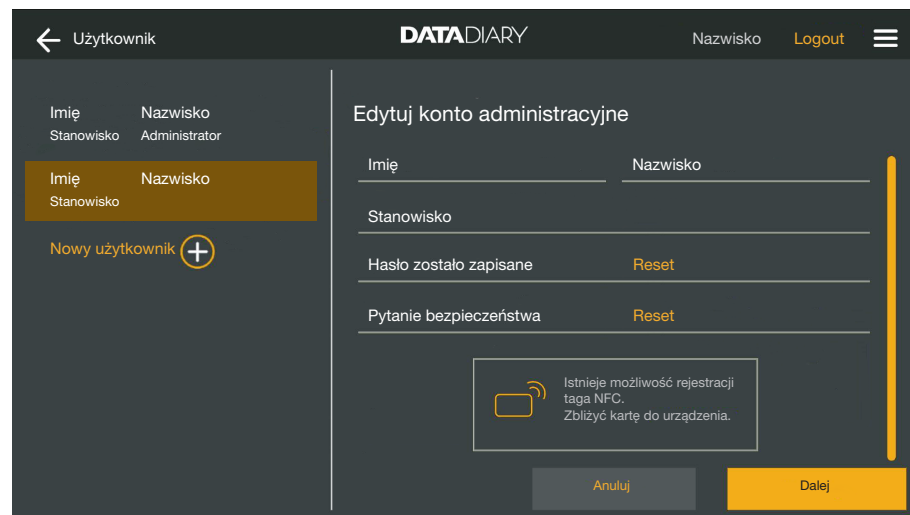 Użytkownik
DATADIARY
Nazwisko
Logout
Imię Nazwisko
Stanowisko Administrator
Imię Nazwisko
Stanowisko
Nowy użytkownik
Edytuj konto administracyjne
Imię Nazwisko
Stanowisko
Hasło zostało zapisane Reset
Pytanie bezpieczeństwa Reset
Istnieje możliwość rejestracji
taga NFC.
Zbliżyć kartę do urządzenia.
Anuluj Dalej